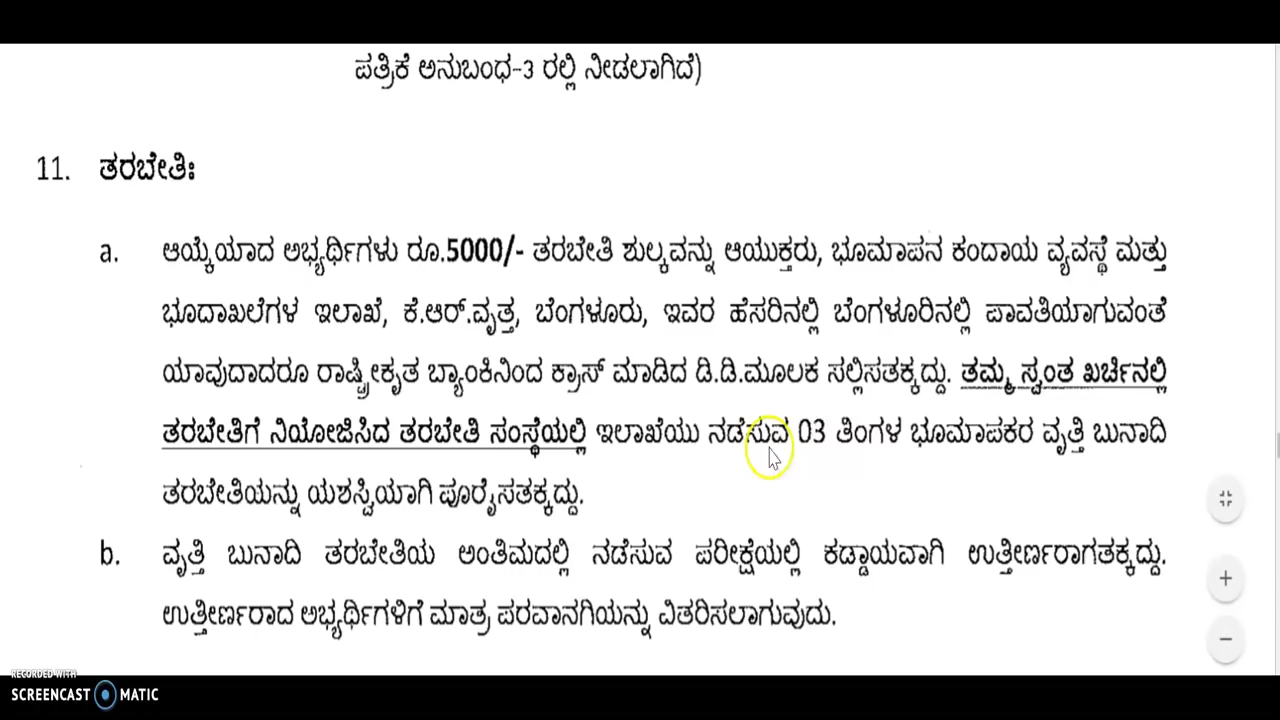 ಪತ್ರಿಕೆ ಅನುಬಂಧ-3 ರಲ್ಲಿ ನೀಡಲಾಗಿದೆ)
11. ತರಬೇತಿಃ
a. ಆಯ್ಕೆಯಾದ ಅಭ್ಯರ್ಥಿಗಳು ರೂ.5000/- ತರಬೇತಿ ಶುಲ್ಕವನ್ನು ಆಯುಕ್ತರು, ಭೂಮಾಪನ ಕಂದಾಯ ವ್ಯವಸ್ಥೆ ಮತ್ತು
ಭೂದಾಖಲೆಗಳ ಇಲಾಖೆ, ಕೆ.ಆರ್.ವೃತ್ತ, ಬೆಂಗಳೂರು, ಇವರ ಹೆಸರಿನಲ್ಲಿ ಬೆಂಗಳೂರಿನಲ್ಲಿ ಪಾವತಿಯಾಗುವಂತೆ
ಯಾವುದಾದರೂ ರಾಷ್ಟ್ರೀಕೃತ ಬ್ಯಾಂಕಿನಿಂದ ಕ್ರಾಸ್ ಮಾಡಿದ ಡಿ.ಡಿ.ಮೂಲಕ ಸಲ್ಲಿಸತಕ್ಕದ್ದು. ತಮ್ಮ ಸ್ವಂತ ಖರ್ಚಿನಲ್ಲಿ
ತರಬೇತಿಗೆ ನಿಯೋಜಿಸಿದ ತರಬೇತಿ ಸಂಸ್ಥೆಯಲ್ಲಿ ಇಲಾಖೆಯು ನಡೆಸುವ 03 ತಿಂಗಳ ಭೂಮಾಪಕರ ವೃತ್ತಿ ಬುನಾದಿ
ತರಬೇತಿಯನ್ನು ಯಶಸ್ವಿಯಾಗಿ ಪೂರೈಸತಕ್ಕದ್ದು.
b. ವೃತ್ತಿ ಬುನಾದಿ ತರಬೇತಿಯ ಅಂತಿಮದಲ್ಲಿ ನಡೆಸುವ ಪರೀಕ್ಷೆಯಲ್ಲಿ ಕಡ್ಡಾಯವಾಗಿ ಉತ್ತೀರ್ಣರಾಗತಕ್ಕದ್ದು.
ಉತ್ತೀರ್ಣರಾದ ಅಭ್ಯರ್ಥಿಗಳಿಗೆ ಮಾತ್ರ ಪರವಾನಗಿಯನ್ನು ವಿತರಿಸಲಾಗುವುದು.
RECORDED WITH
SCREENCAST MATIC